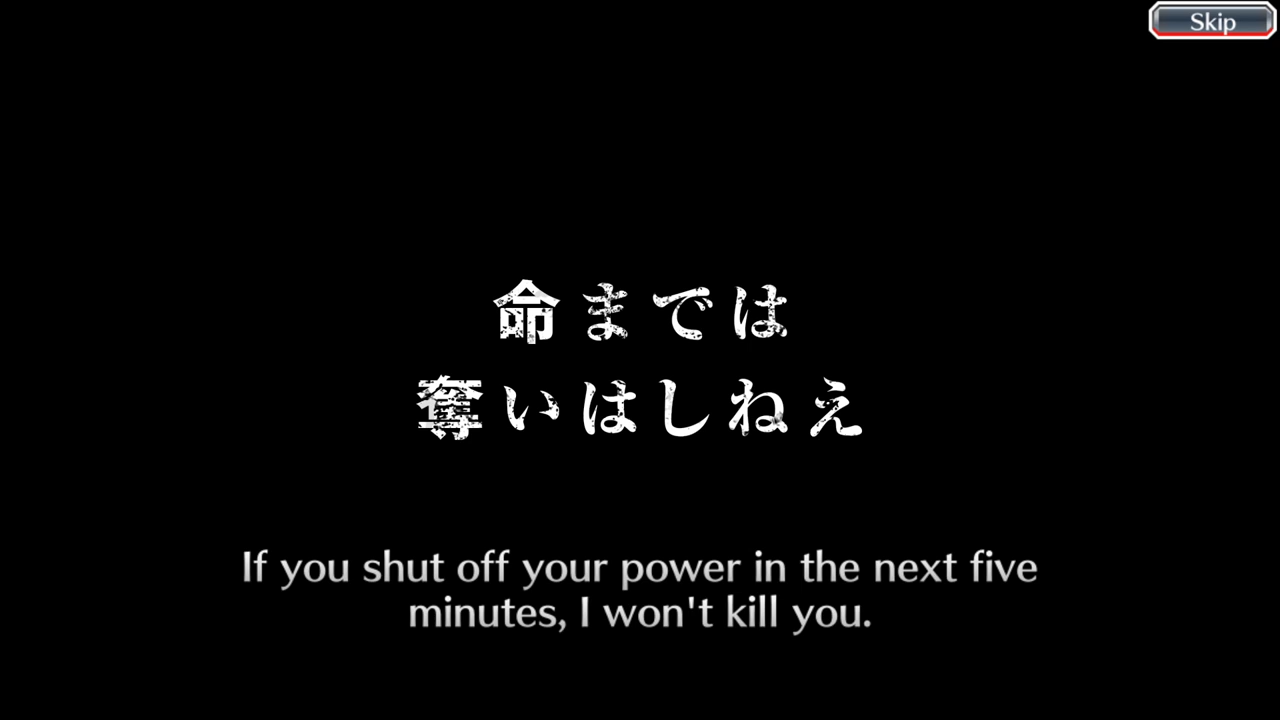 Skip
命までは
奪いはしねえ
If you shut off your power in the next five
minutes, I won't kill you.